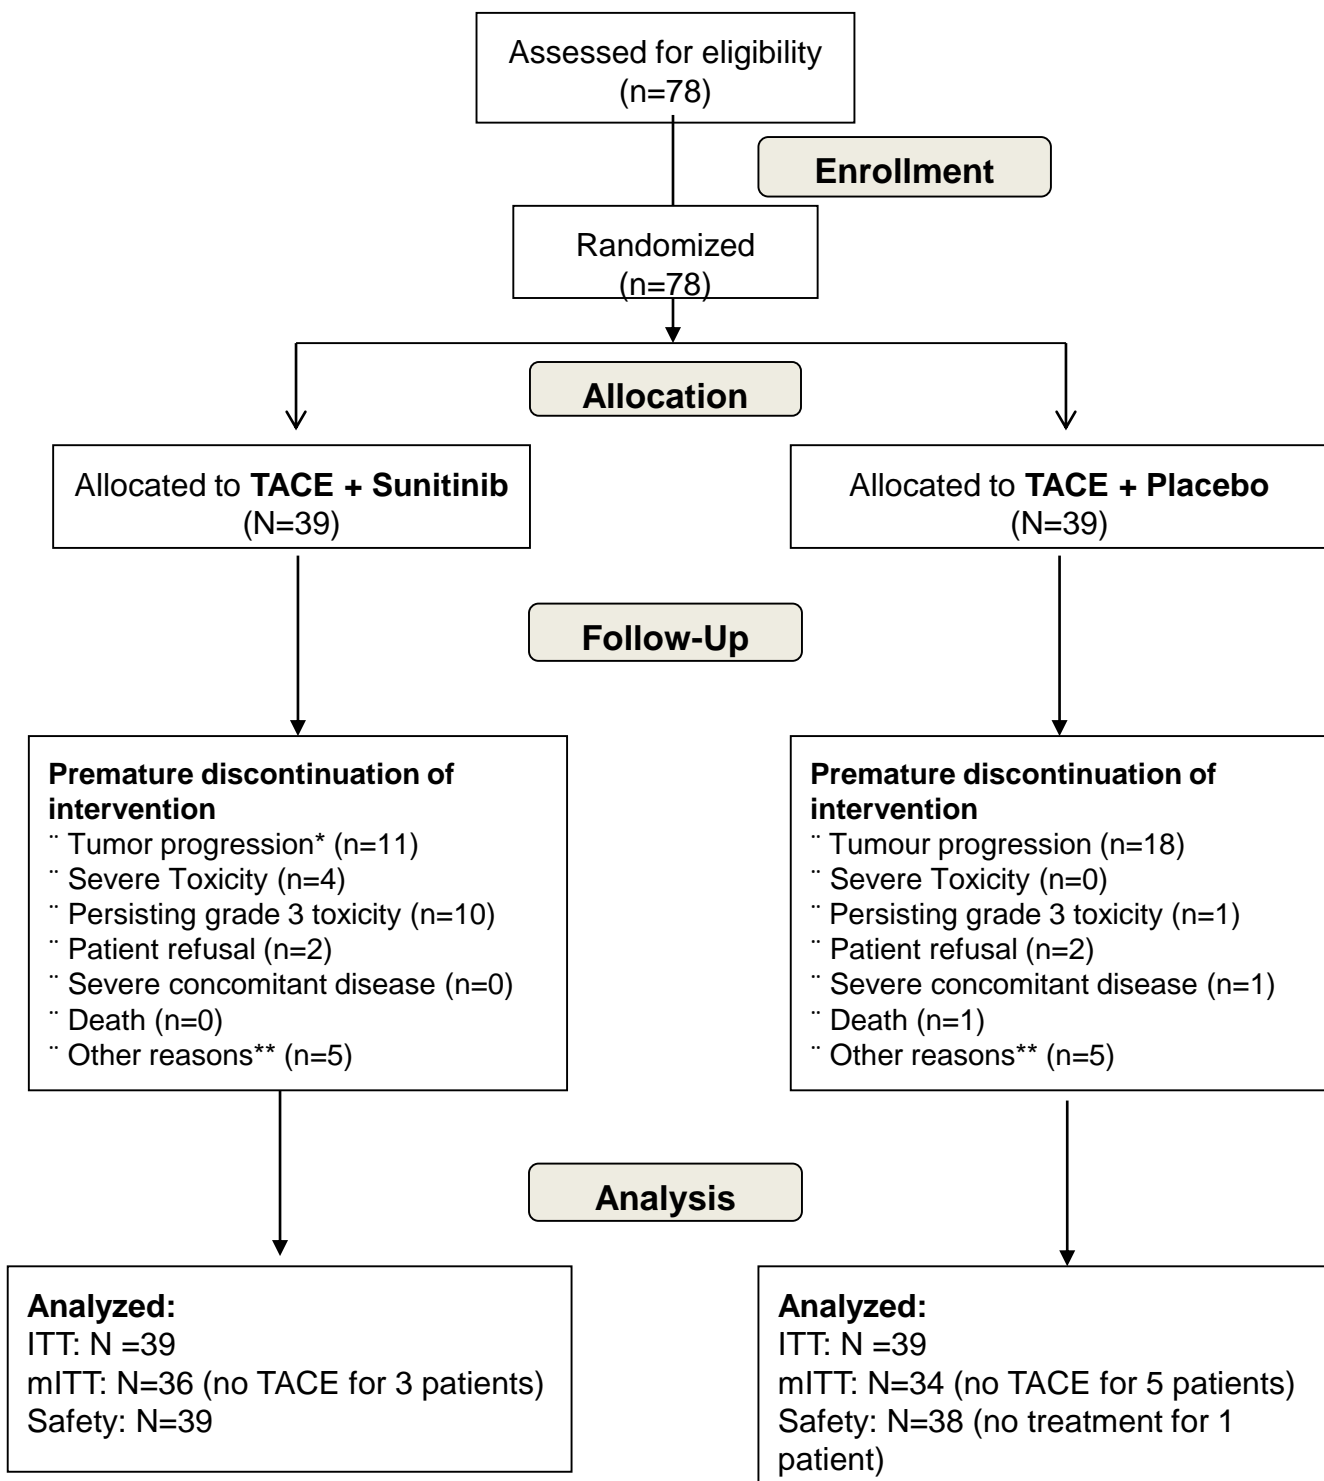 Assessed for eligibility
(n=78)
Enrollment
Randomized
(n=78)
Allocation
Allocated to TACE + Sunitinib
(N=39)
Allocated to TACE + Placebo
(N=39)
Follow-Up
Premature discontinuation of
intervention
¨ Tumor progression* (n=11)
¨ Severe Toxicity (n=4)
¨ Persisting grade 3 toxicity (n=10)
¨ Patient refusal (n=2)
¨ Severe concomitant disease (n=0)
¨ Death (n=0)
¨ Other reasons** (n=5)
Premature discontinuation of
intervention
¨ Tumour progression (n=18)
¨ Severe Toxicity (n=0)
¨ Persisting grade 3 toxicity (n=1)
¨ Patient refusal (n=2)
¨ Severe concomitant disease (n=1)
¨ Death (n=1)
¨ Other reasons** (n=5)
Analysis
Analyzed:
ITT: N =39
mITT: N=36 (no TACE for 3 patients)
Safety: N=39
Analyzed:
ITT: N =39
mITT: N=34 (no TACE for 5 patients)
Safety: N=38 (no treatment for 1
patient)